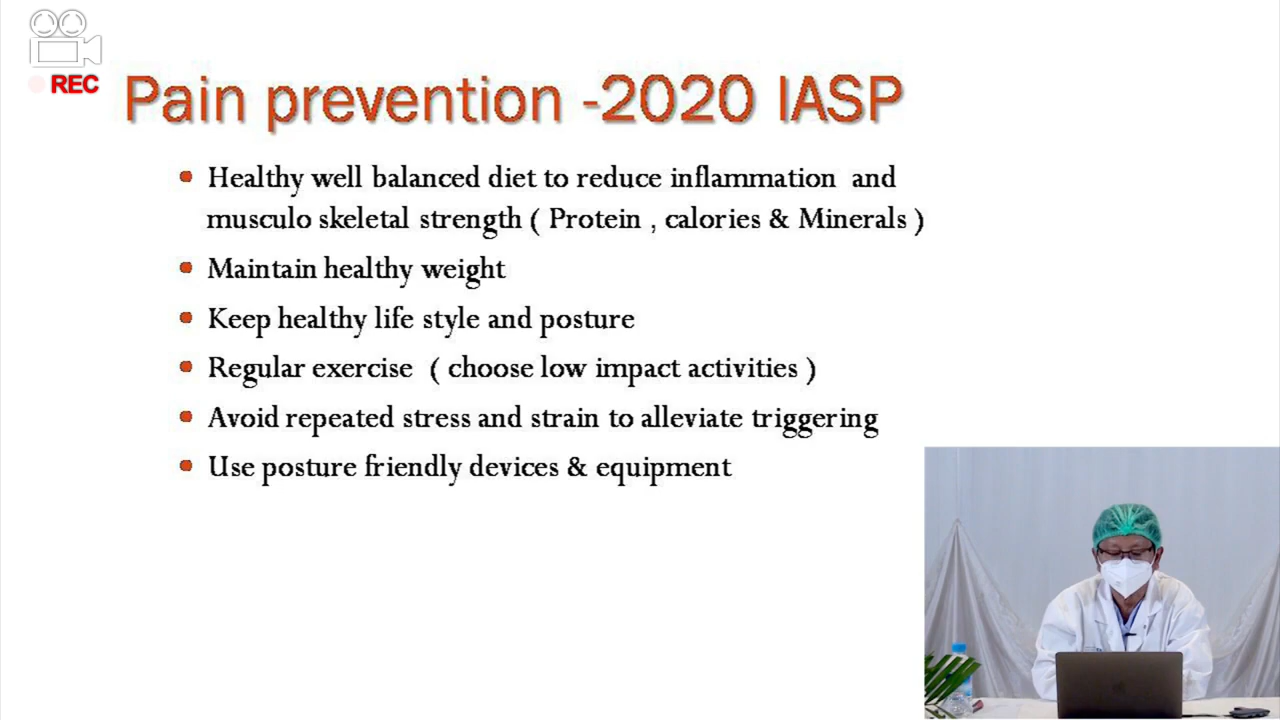 REC
Pain prevention -2020 IASP
Healthy well balanced diet to reduce inflammation and
musculo skeletal strength ( Protein , calories & Minerals )
Maintain healthy weight
Keep healthy life style and posture
Regular exercise ( choose low impact activities )
Avoid repeated stress and strain to alleviate triggering
Use posture friendly devices & equipment